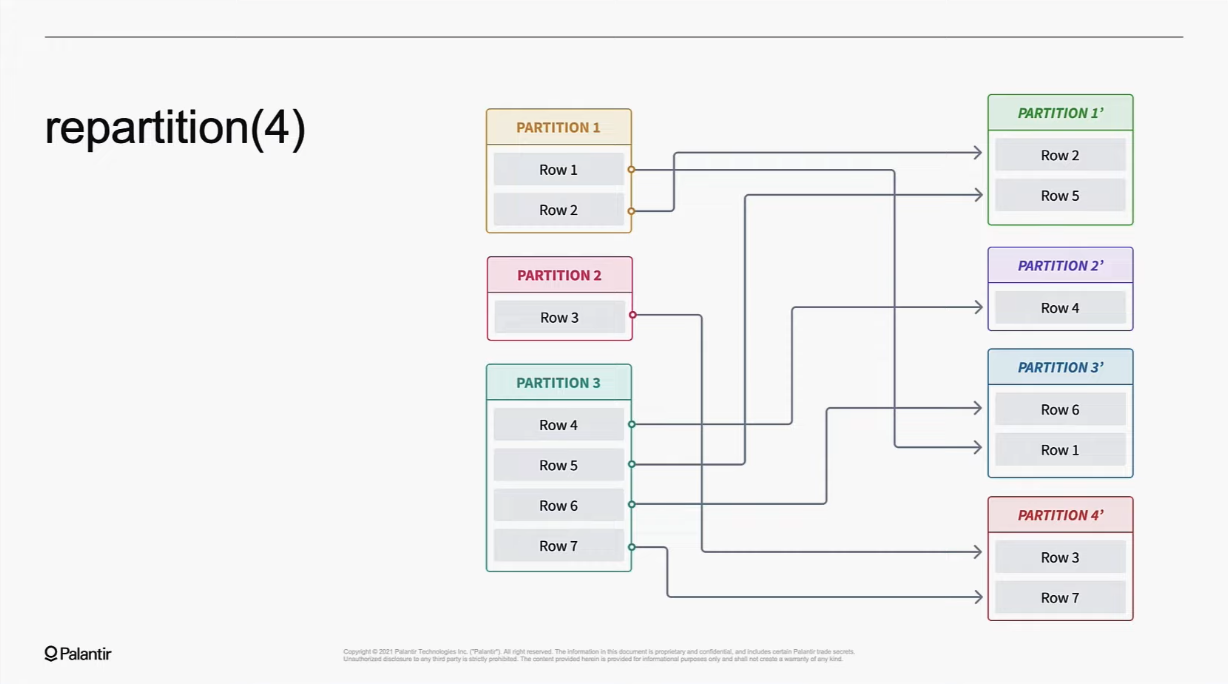 repartition(4)
PARTITION 1
Row 1
Row 2
PARTITION 2
Row 3
PARTITION 3
Row 4
Row 5
Row 6
Row 7
PARTITION 1’
Row 2
Row 5
PARTITION 2’
Row 4
PARTITION 3’
Row 6
Row 1
PARTITION 4’
Row 3
Row 7
Palantir
Copyright © 2021 Palantir Technologies Inc. ("Palantir"). All right reserved. The information in this document is proprietary and confidential, and includes certain Palantir trade secrets.
Unauthorized disclosure to any third party is strictly prohibited. The content provided herein is provided for informational purposes only and shall not create a warranty of any kind.